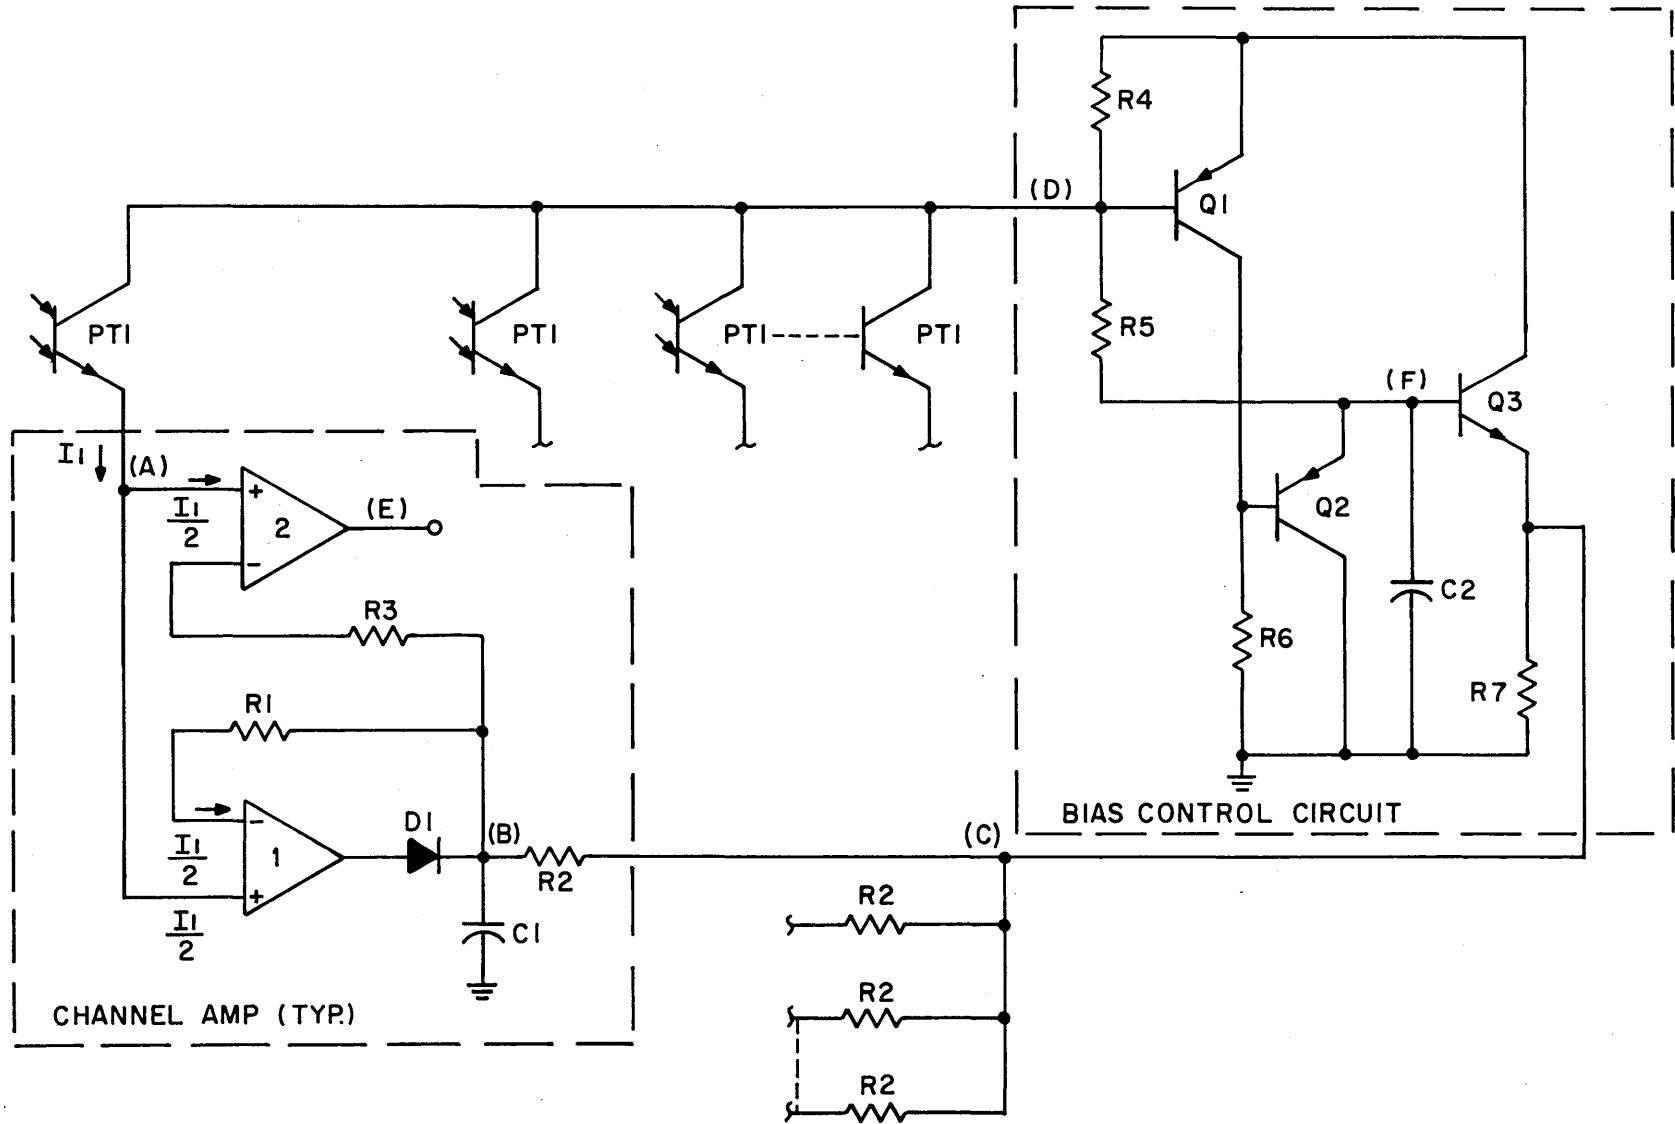 R4
(D)
Q1
PT1
PT1
PT1
PT1
R5
(F)
Q3
I1
(A)
I1
2
+
2
-
(E)
Q2
R3
C2
R6
R1
R7
I1
2
-
1
+
D1
(B)
R2
(C)
BIAS CONTROL CIRCUIT
I1
2
C1
R2
R2
R2
CHANNEL AMP (TYP.)